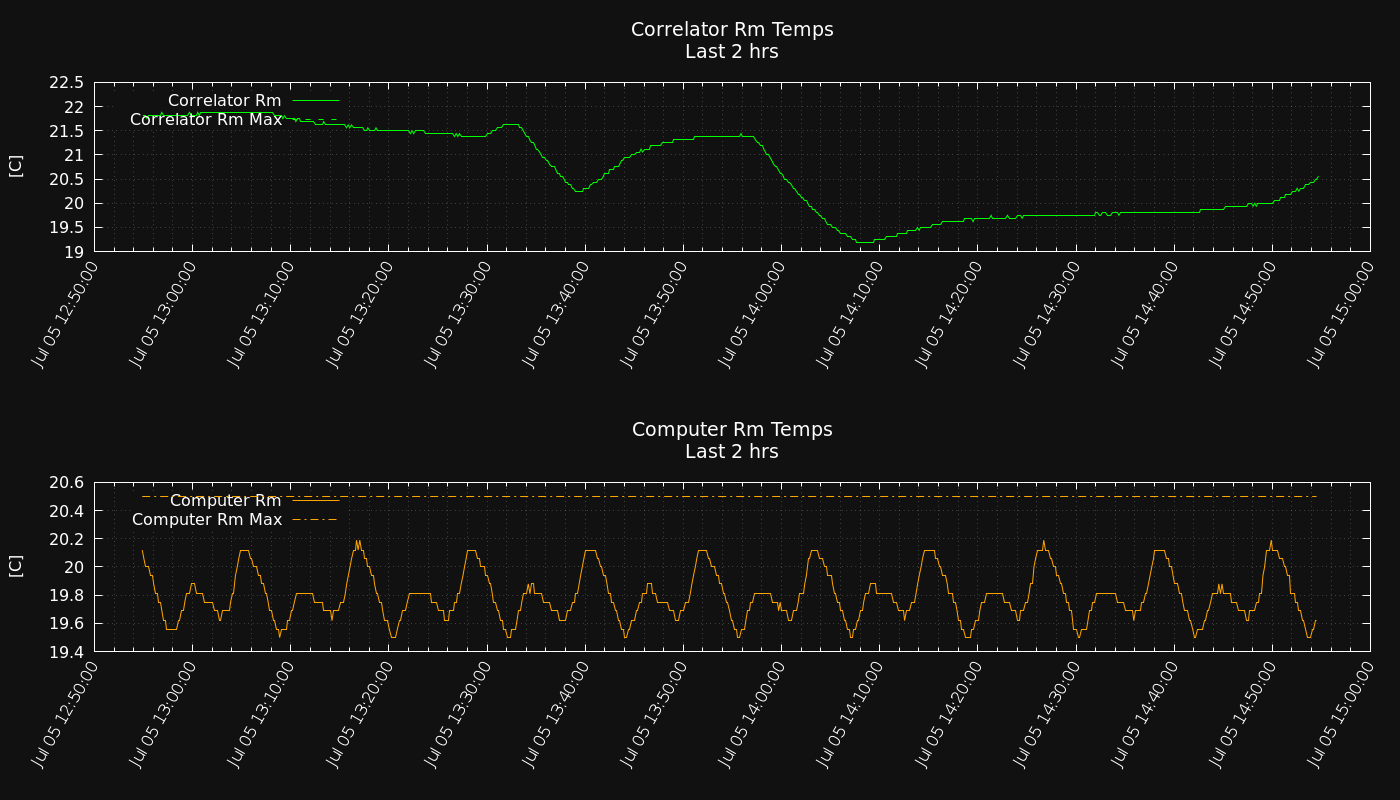 Correlator Rm Temps
Last 2 hrs
22.5
22
21.5
21
20.5
20
19.5
19
[C]
Correlator Rm
Correlator Rm Max
Jul 05 12:50:00
Jul 05 13:00:00
Jul 05 13:10:00
Jul 05 13:20:00
Jul 05 13:30:00
Jul 05 13:40:00
Jul 05 13:50:00
Jul 05 14:00:00
Jul 05 14:10:00
Jul 05 14:20:00
Jul 05 14:30:00
Jul 05 14:40:00
Jul 05 14:50:00
Jul 05 15:00:00
Computer Rm Temps
Last 2 hrs
20.6
20.4
20.2
20
19.8
19.6
19.4
[C]
Computer Rm
Computer Rm Max
Jul 05 12:50:00
Jul 05 13:00:00
Jul 05 13:10:00
Jul 05 13:20:00
Jul 05 13:30:00
Jul 05 13:40:00
Jul 05 13:50:00
Jul 05 14:00:00
Jul 05 14:10:00
Jul 05 14:20:00
Jul 05 14:30:00
Jul 05 14:40:00
Jul 05 14:50:00
Jul 05 15:00:00